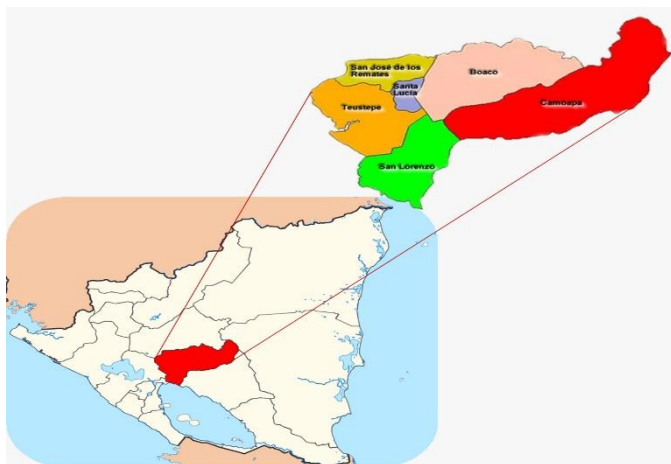 San José de los
Remates
Boaco
Santa
Lucía
Camoapa
Teustepe
San Lorenzo